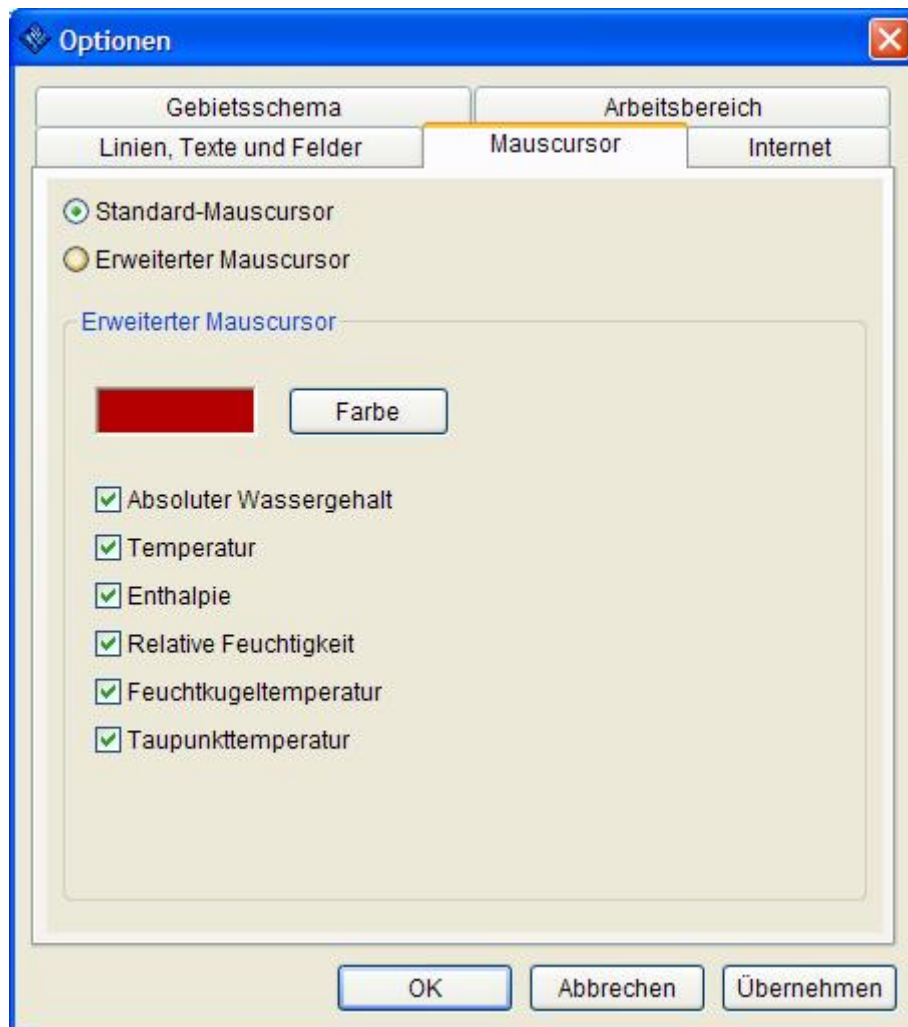 Optionen
Gebietsschema
Arbeitsbereich
Linien, Texte und Felder
Mauscursor
Internet
Standard-Mauscursor
Erweiterter Mauscursor
Erweiterter Mauscursor
Farbe
Absoluter Wassergehalt
Temperatur
Enthalpie
Relative Feuchtigkeit
Feuchtkugeltemperatur
Taupunkttemperatur
OK
Abbrechen
Übernehmen